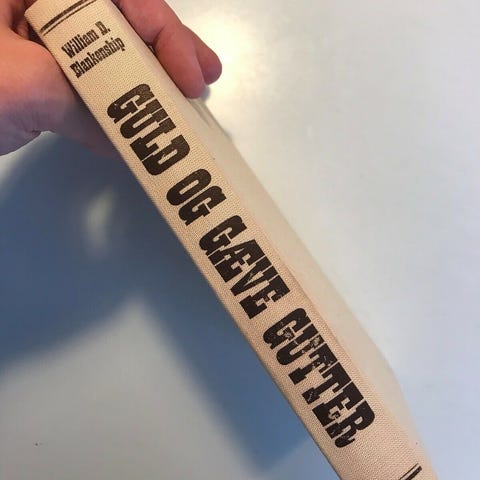 William D.
Blankenship
GULD OG GÆVE GUTTER